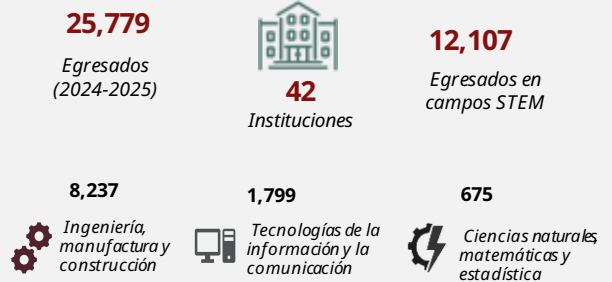 25,779
Egresados
(2024-2025)
42
Instituciones
12,107
Egresados en
campos STEM
8,237
Ingeniería,
manufactura y
construcción
1,799
Tecnologías de la
información y la
comunicación
675
Ciencias naturales,
matemáticas y
estadística